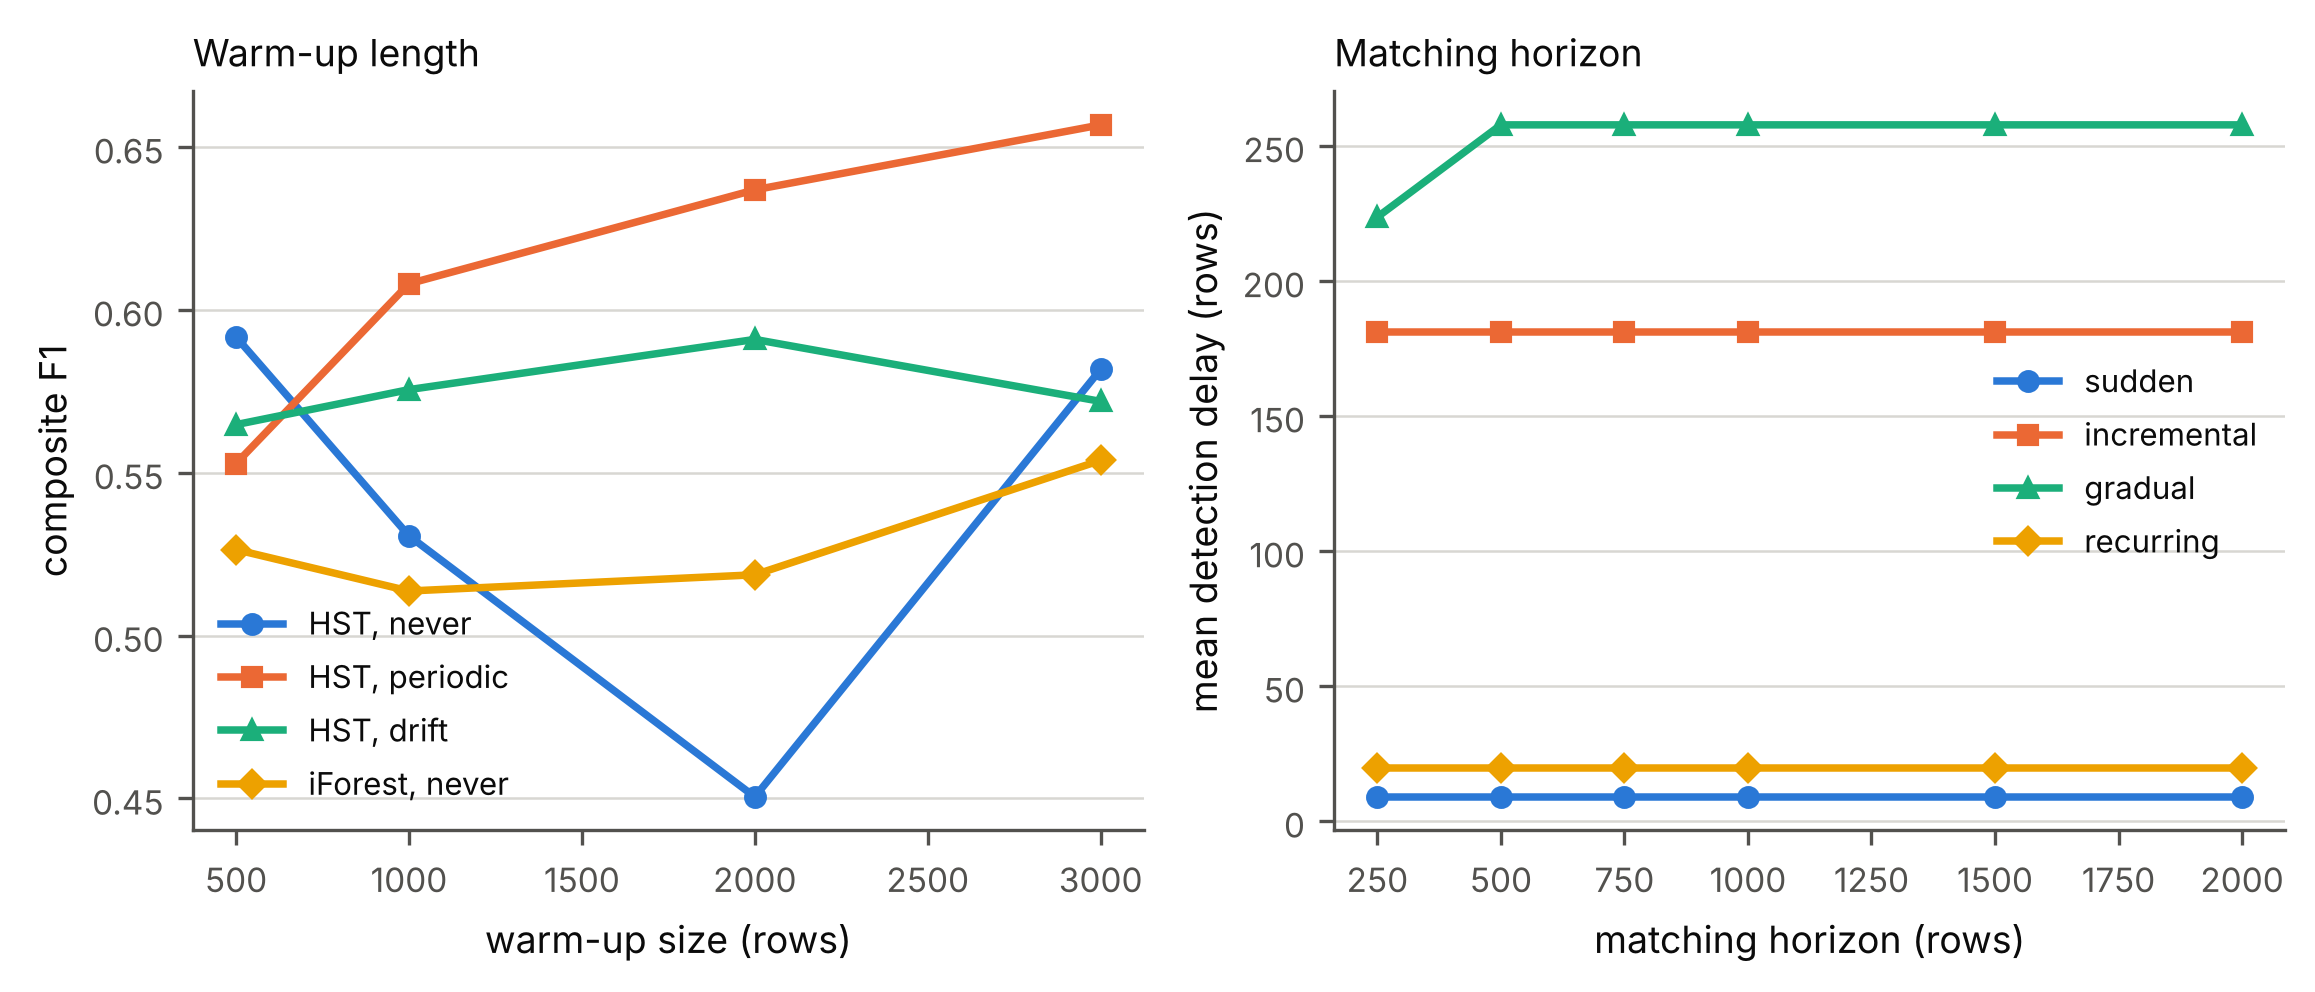 Warm-up length
composite F1
0.65
0.60
0.55
0.50
0.45
HST, never
HST, periodic
HST, drift
iForest, never
500 1000 1500 2000 2500 3000
warm-up size (rows)
Matching horizon
mean detection delay (rows)
250
200
150
100
50
0
sudden
incremental
gradual
recurring
250 500 750 1000 1250 1500 1750 2000
matching horizon (rows)